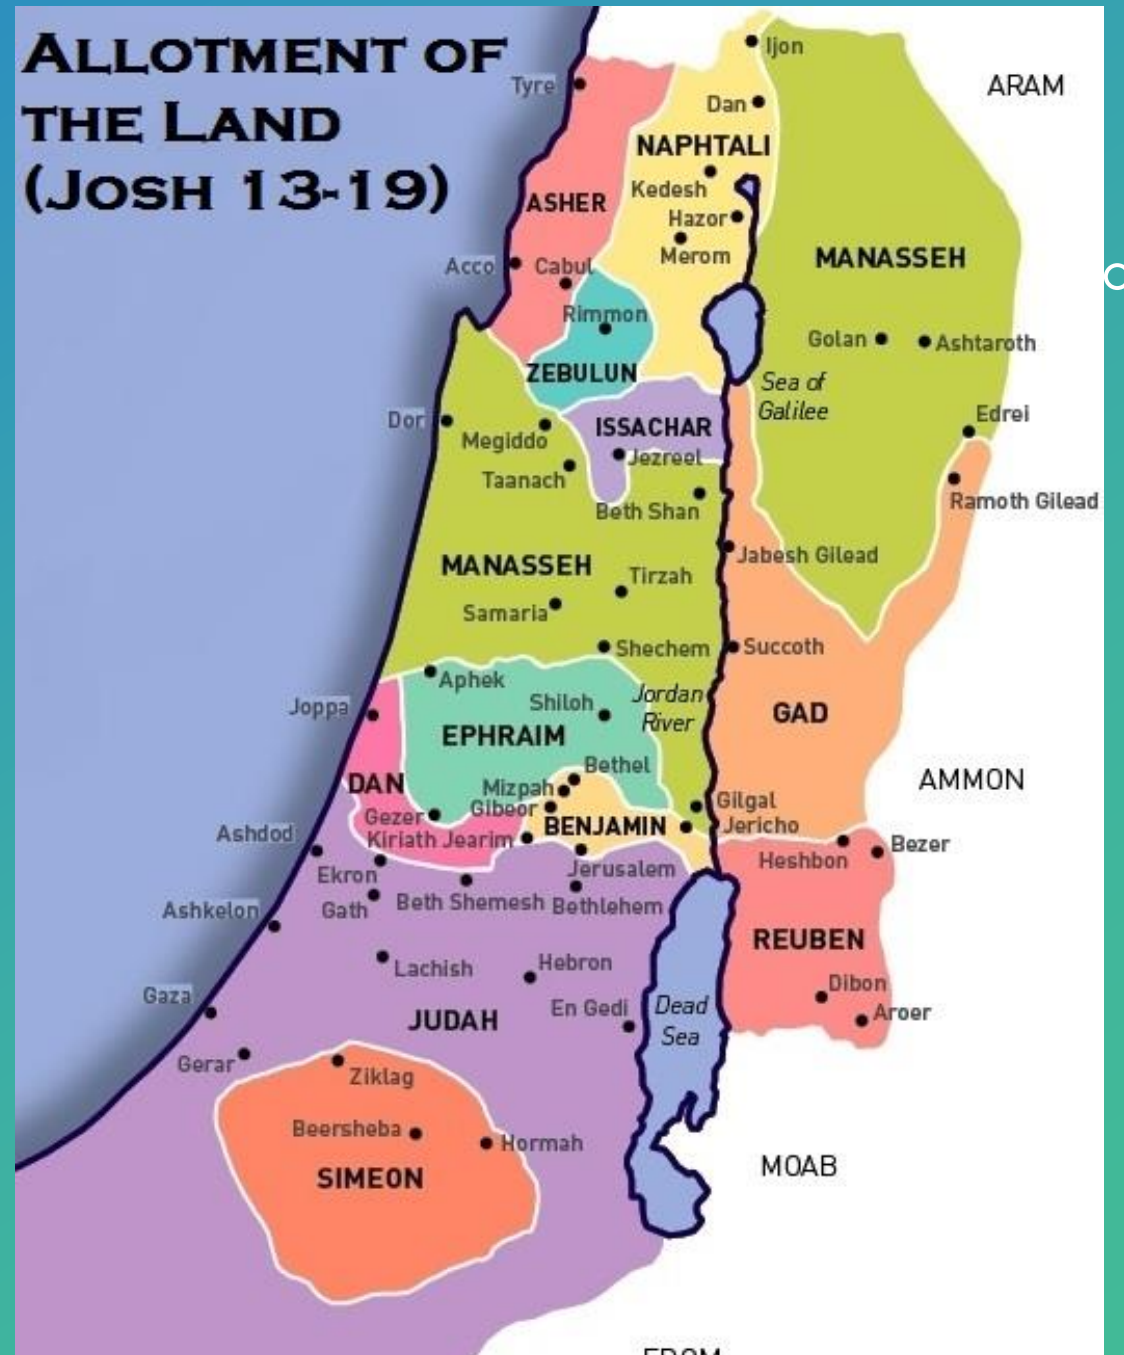 ALLOTMENT OF
THE LAND
(JOSH 13-19)
Ijon
Tyre
ARAM
Dan
NAPHTALI
Kedesh
ASHER
Hazor
Merom
MANASSEH
Acco
Cabul
Rimmon
Golan
Ashtaroth
ZEBULUN
Sea of
Galilee
Dor
Edrei
ISSACHAR
Megiddo
Jezreel
Taanach
Ramoth Gilead
Beth Shan
Jabesh Gilead
MANASSEH
Tirzah
Samaria
Shechem
Succoth
Aphek
Jordan
River
Joppa
Shiloh
GAD
EPHRAIM
Bethel
AMMON
DAN
Mizpah
Gibeor
Gilgal
Gezer
BENJAMIN
Jericho
Ashdod
Kiriath Jearim
Bezer
Heshbon
Jerusalem
Ekron
Beth Shemesh
Bethlehem
Ashkelon
Gath
REUBEN
Lachish
Hebron
Dibon
Gaza
En Gedi
Dead
Sea
Aroer
JUDAH
Gerar
Ziklag
Beersheba
Hormah
MOAB
SIMEON